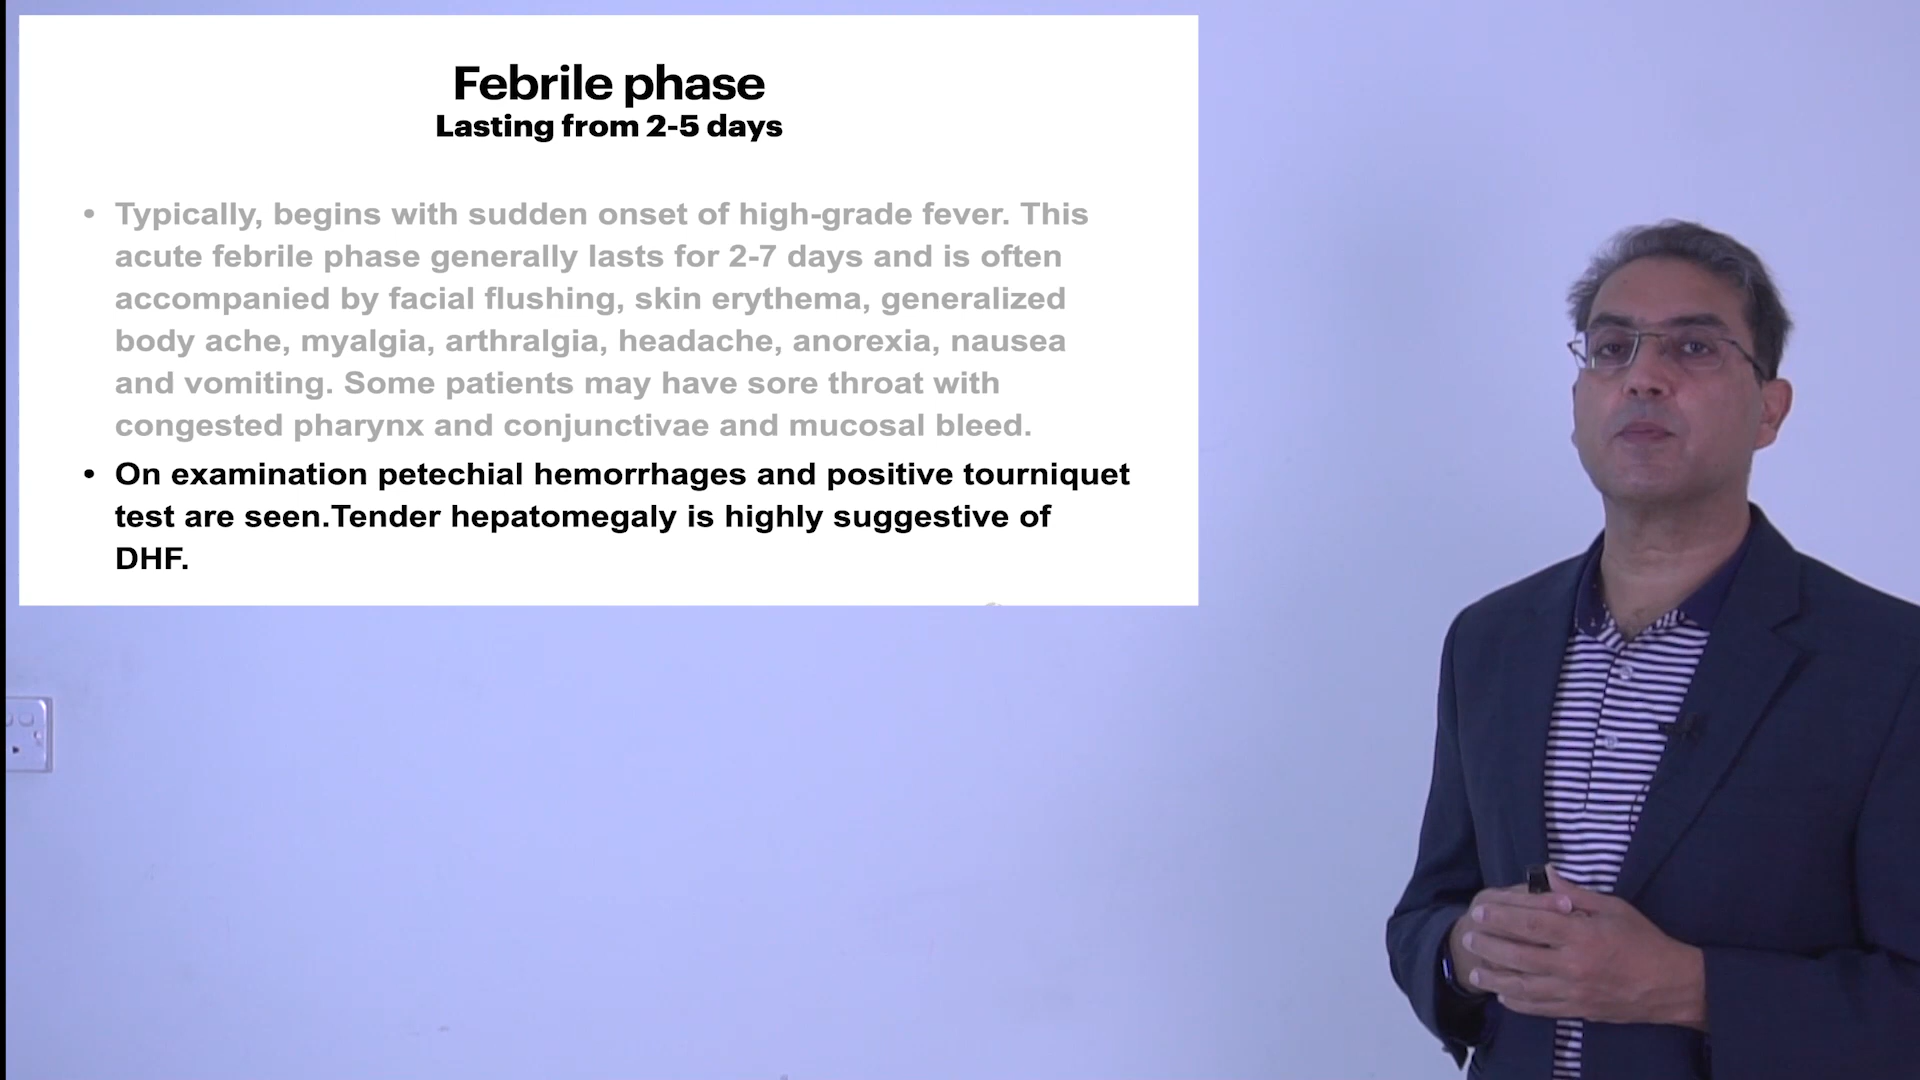 Febrile phase
Lasting from 2-5 days
• Typically, begins with sudden onset of high-grade fever. This
acute febrile phase generally lasts for 2-7 days and is often
accompanied by facial flushing, skin erythema, generalized
body ache, myalgia, arthralgia, headache, anorexia, nausea
and vomiting. Some patients may have sore throat with
congested pharynx and conjunctivae and mucosal bleed.
• On examination petechial hemorrhages and positive tourniquet
test are seen.Tender hepatomegaly is highly suggestive of
DHF.